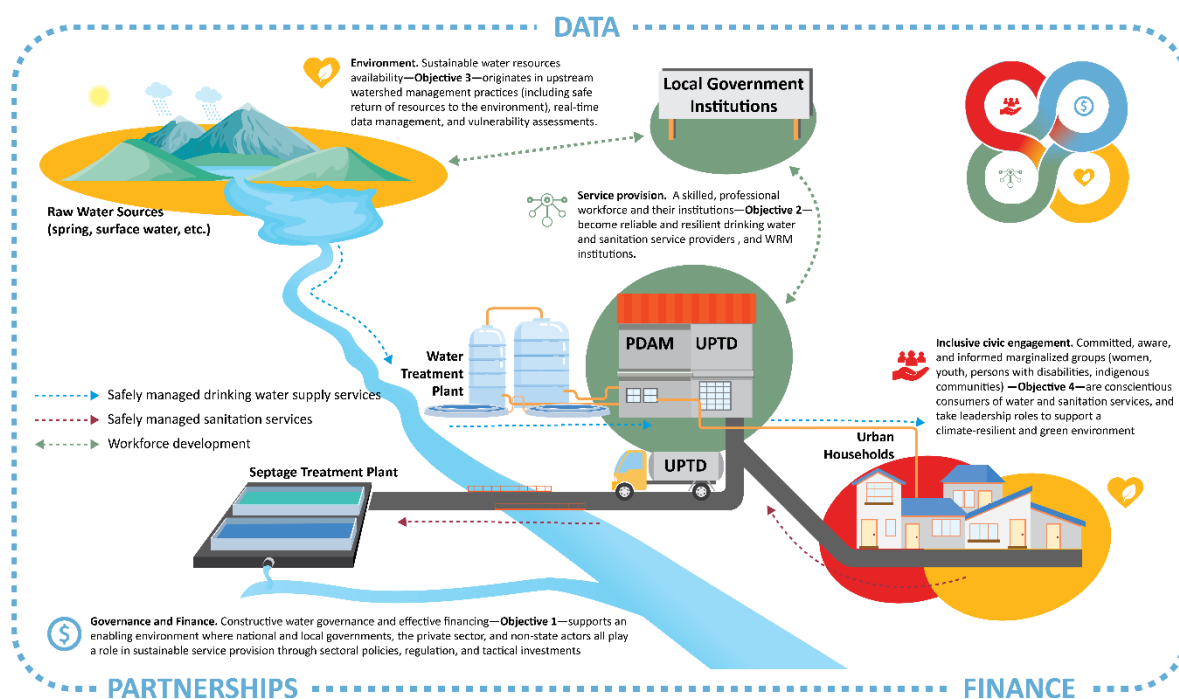 DATA
Environment. Sustainable water resources
availability—Objective 3—originates in upstream
watershed management practices (including safe
return of resources to the environment), real-time
data management, and vulnerability assessments.
Local Government
Institutions
$
Raw Water Sources
(spring, surface water, etc.)
Service provision. A skilled, professional
workforce and their institutions—Objective 2—
become reliable and resilient drinking water
and sanitation service providers , and WRM
institutions.
PDAM UPTD
Water
Treatment
Plant
Inclusive civic engagement. Committed, aware,
and informed marginalized groups (women,
youth, persons with disabilities, indigenous
communities) —Objective 4—are conscientious
consumers of water and sanitation services, and
take leadership roles to support a
climate-resilient and green environment
Safely managed drinking water supply services
Safely managed sanitation services
Workforce development
Urban
Households
Septage Treatment Plant
UPTD
$
Governance and Finance. Constructive water governance and effective financing—Objective 1—supports an
enabling environment where national and local governments, the private sector, and non-state actors all play
a role in sustainable service provision through sectoral policies, regulation, and tactical investments
PARTNERSHIPS
FINANCE